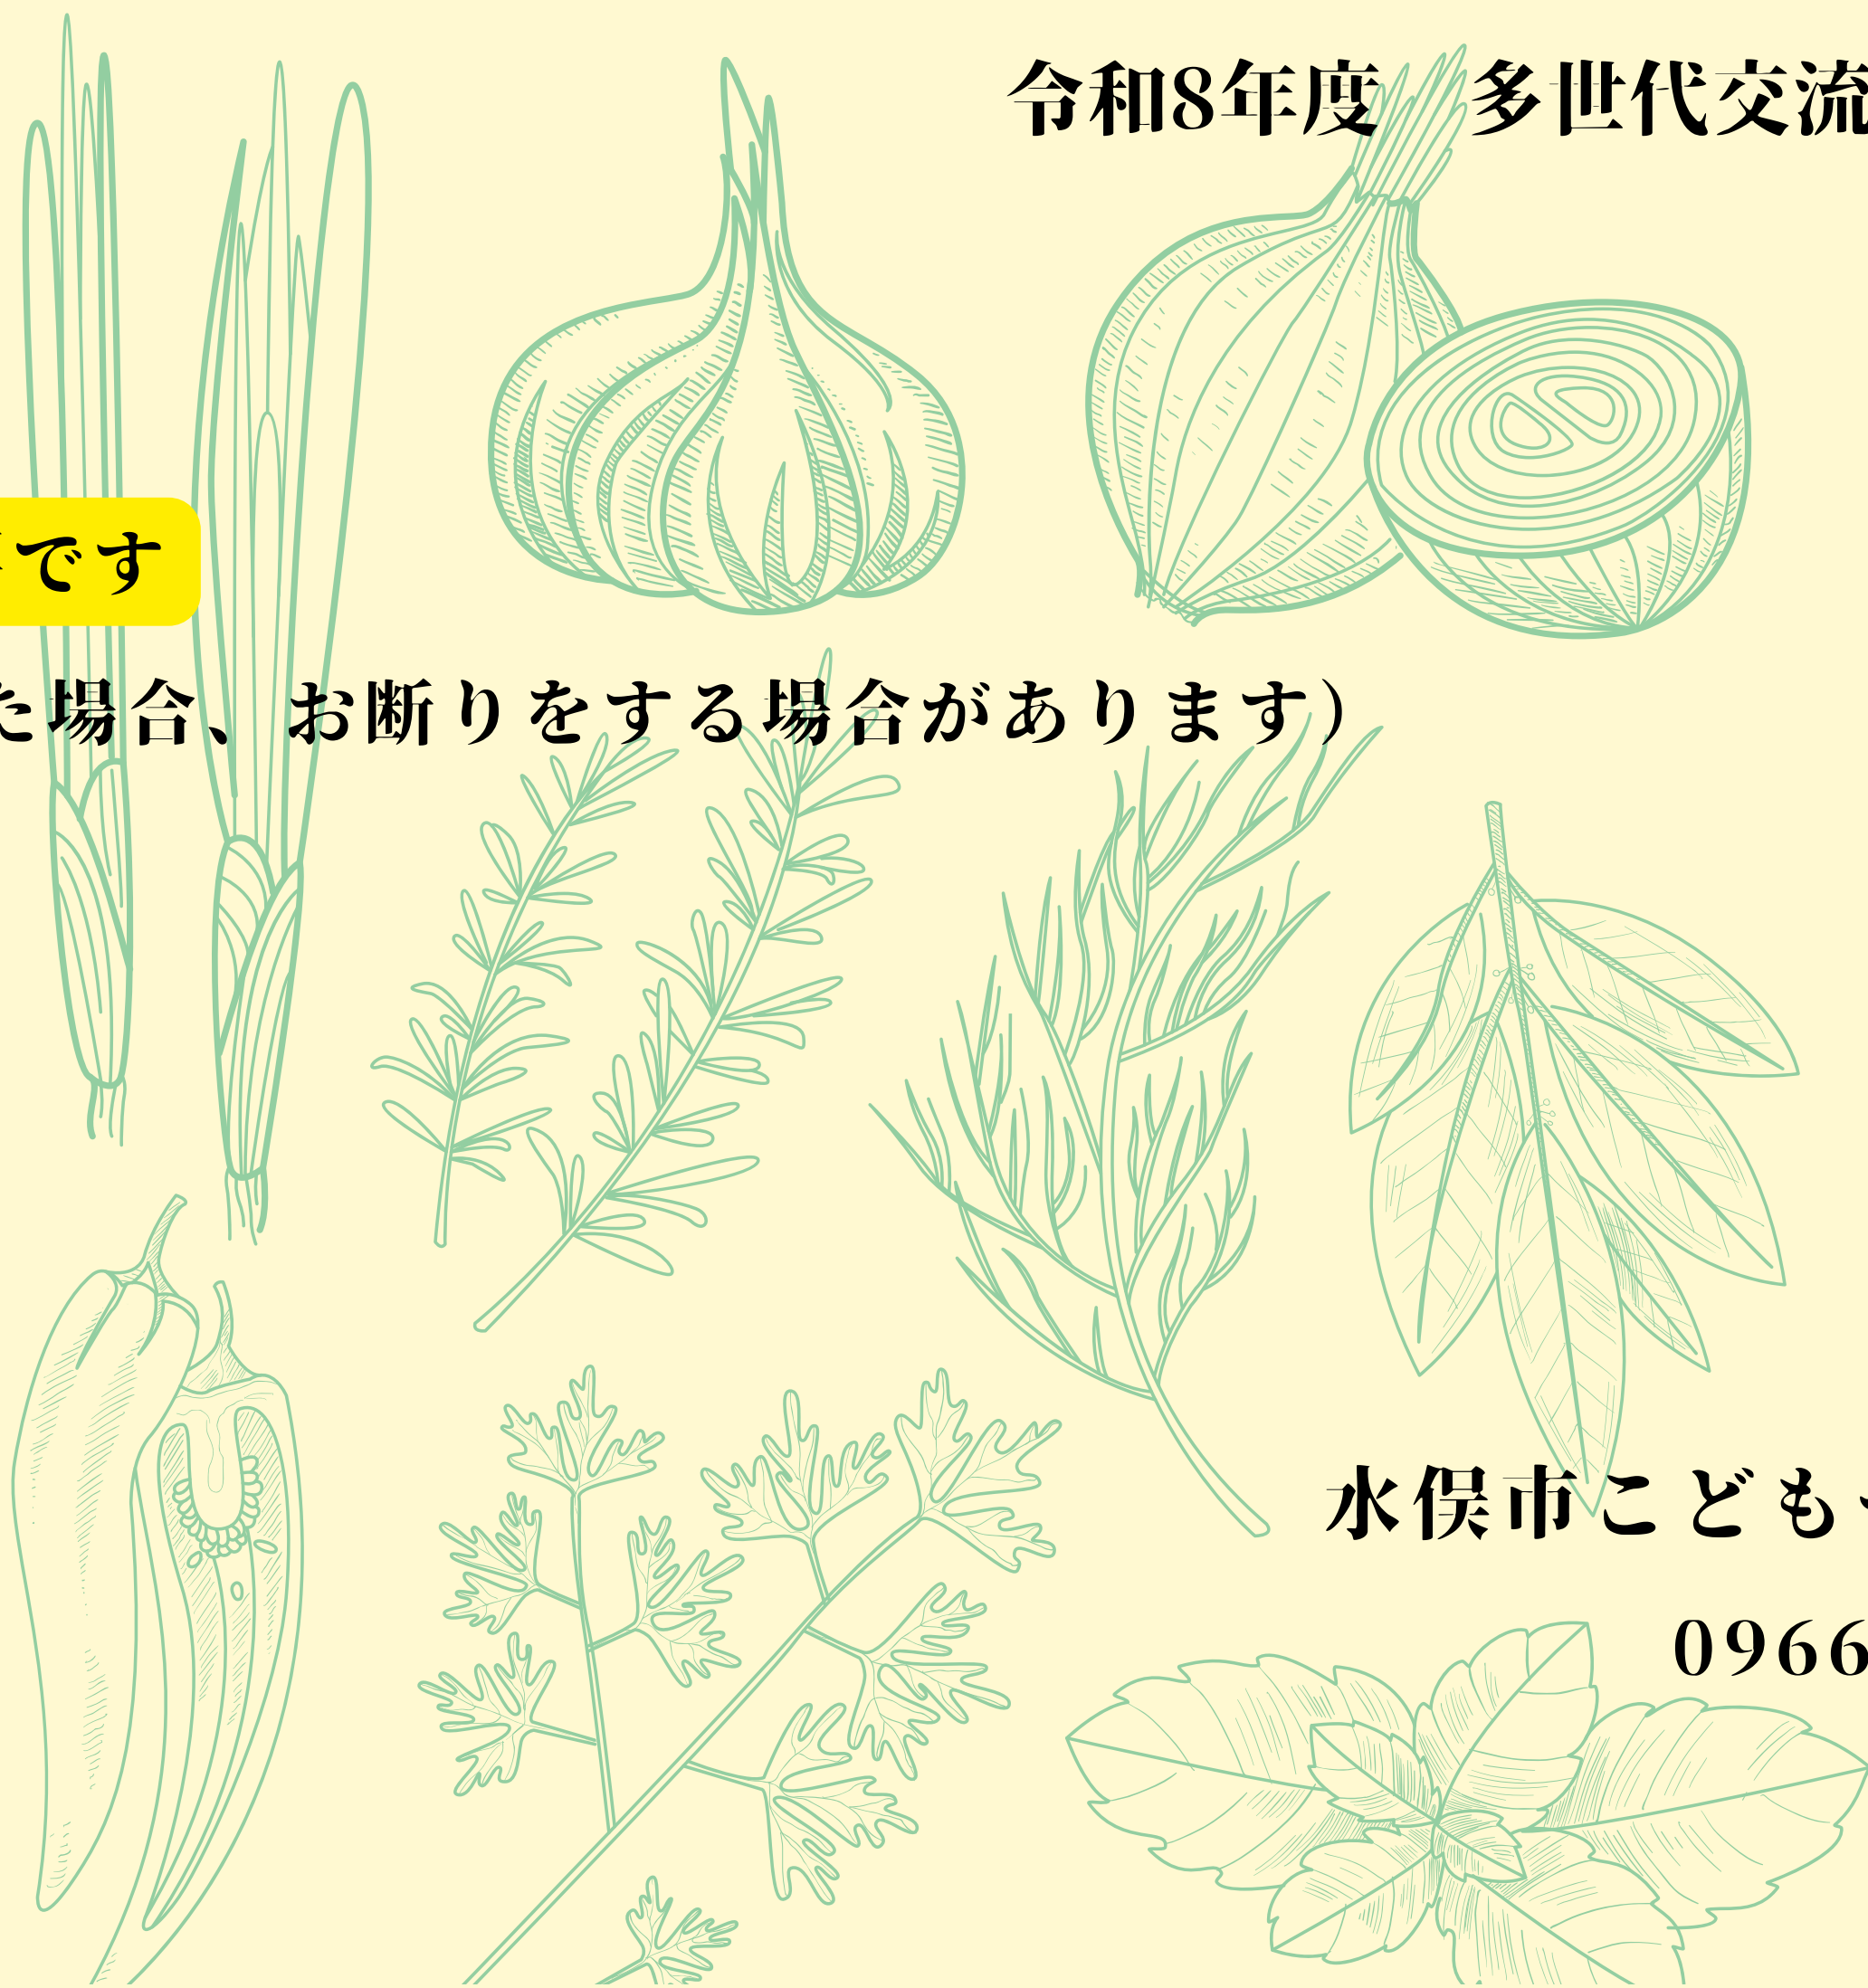 令和8年度 多世代交流
です
た場合、お断りをする場合があります)
水俣市こども
0966